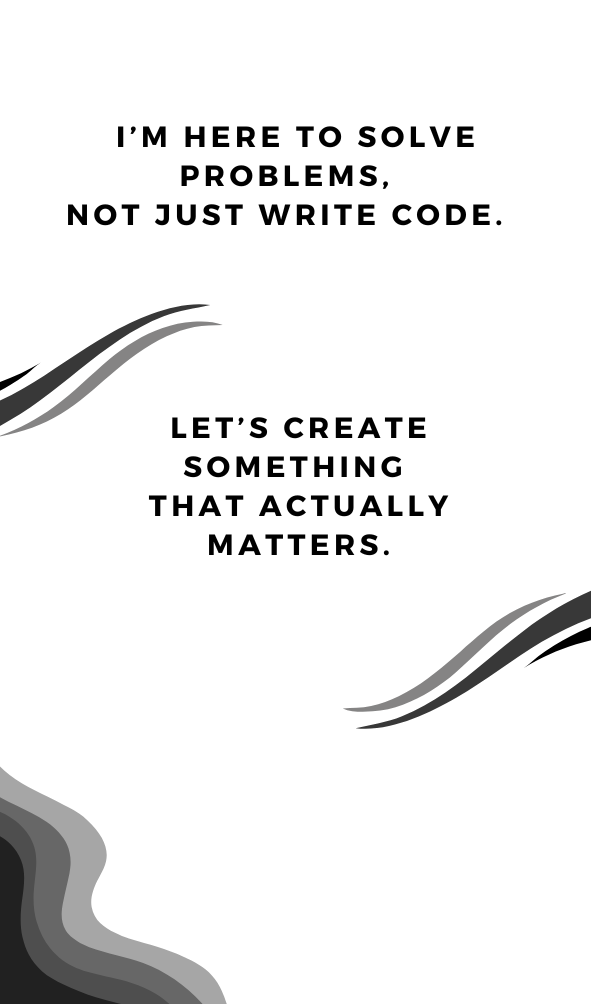 I’M HERE TO SOLVE
PROBLEMS,
NOT JUST WRITE CODE.
LET’S CREATE
SOMETHING
THAT ACTUALLY
MATTERS.